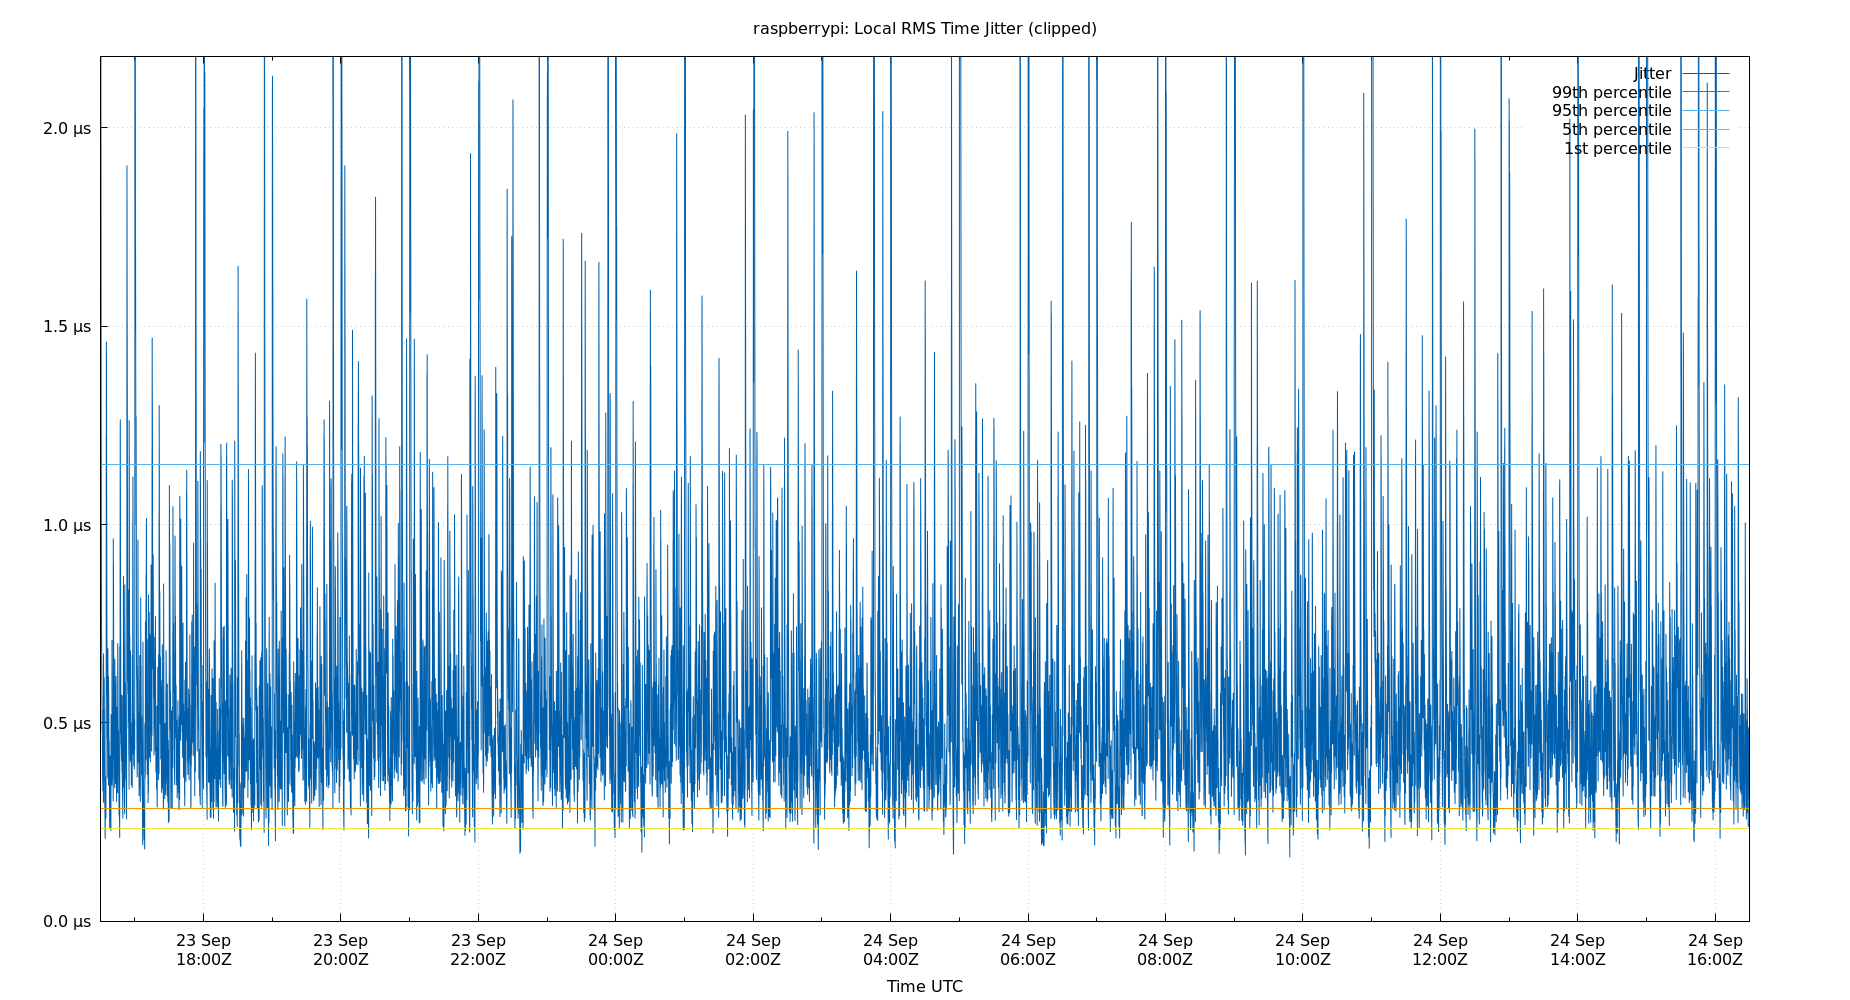 raspberrypi: Local RMS Time Jitter (clipped)
Jitter
99th percentile
95th percentile
5th percentile
1st percentile
2.0 μs
1.5 μs
1.0 μs
0.5 μs
0.0 μs
23 Sep 23 Sep 23 Sep 24 Sep 24 Sep 24 Sep 24 Sep 24 Sep 24 Sep 24 Sep 24 Sep 24 Sep
18:00Z 20:00Z 22:00Z 00:00Z 02:00Z 04:00Z 06:00Z 08:00Z 10:00Z 12:00Z 14:00Z 16:00Z
Time UTC